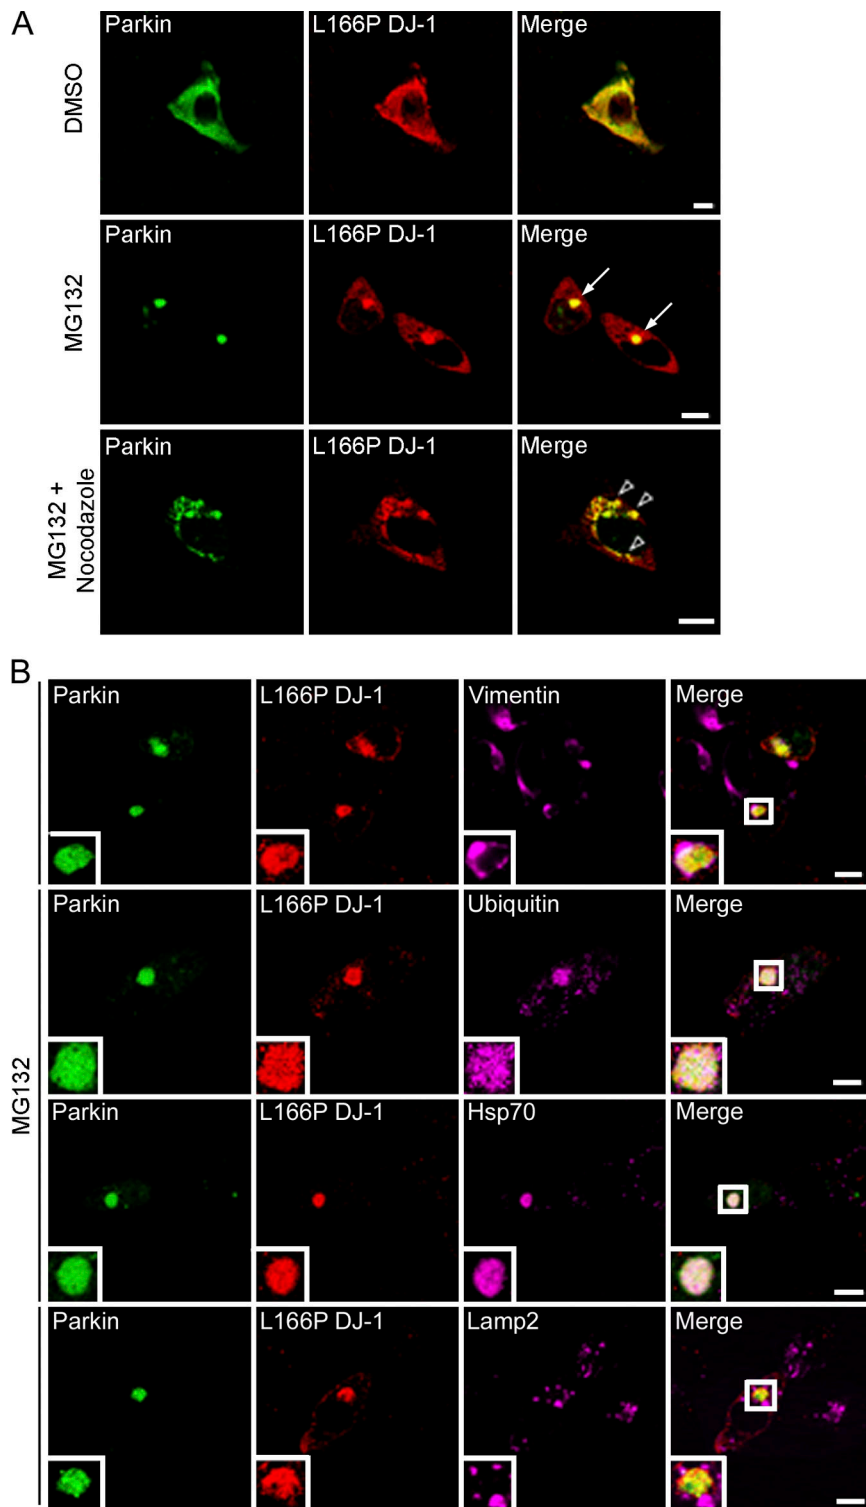 A
Parkin
L166P DJ-1
Merge
DMSO
Parkin
L166P DJ-1
Merge
MG132
Parkin
L166P DJ-1
Merge
MG132 +
Nocodazole
B
Parkin
L166P DJ-1
Vimentin
Merge
Parkin
L166P DJ-1
Ubiquitin
Merge
MG132
Parkin
L166P DJ-1
Hsp70
Merge
Parkin
L166P DJ-1
Lamp2
Merge